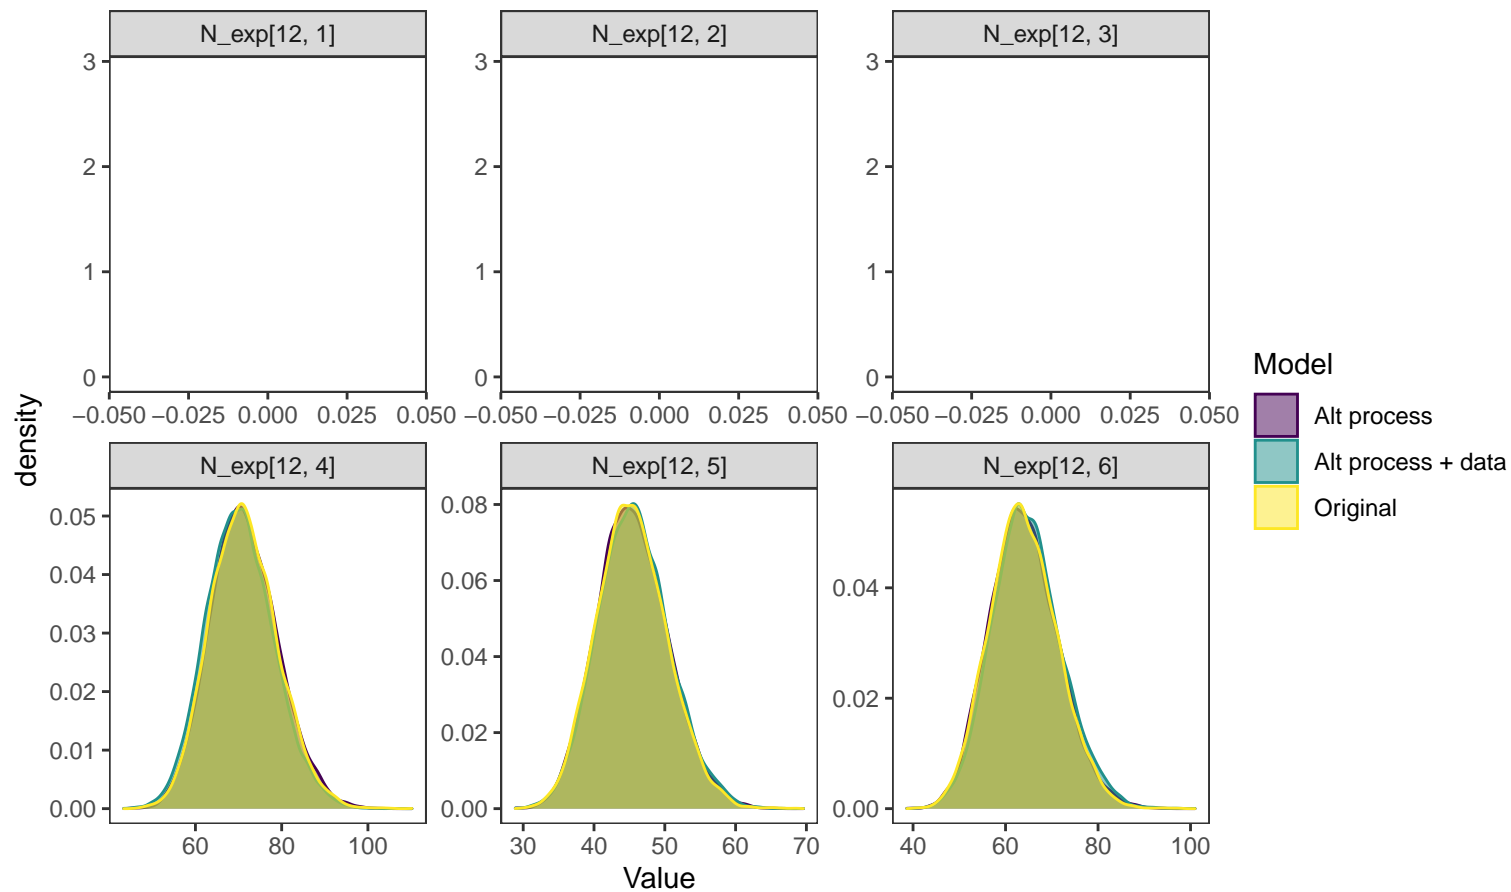 N_exp[12, 1] N_exp[12, 2] N_exp[12, 3]
3 3 3
2 2 2
1 1 1
0 0 0
−0.050 −0.025 0.000 0.025 0.050 −0.050 −0.025 0.000 0.025 0.050 −0.050 −0.025 0.000 0.025 0.050
density
N_exp[12, 4] N_exp[12, 5] N_exp[12, 6]
0.05
0.04
0.03
0.02
0.01
0.00
0.08
0.06
0.04
0.02
0.00
0.04
0.02
0.00
60 80 100 30 40 50 60 70 40 60 80 100
Value
Model
Alt process
Alt process + data
Original